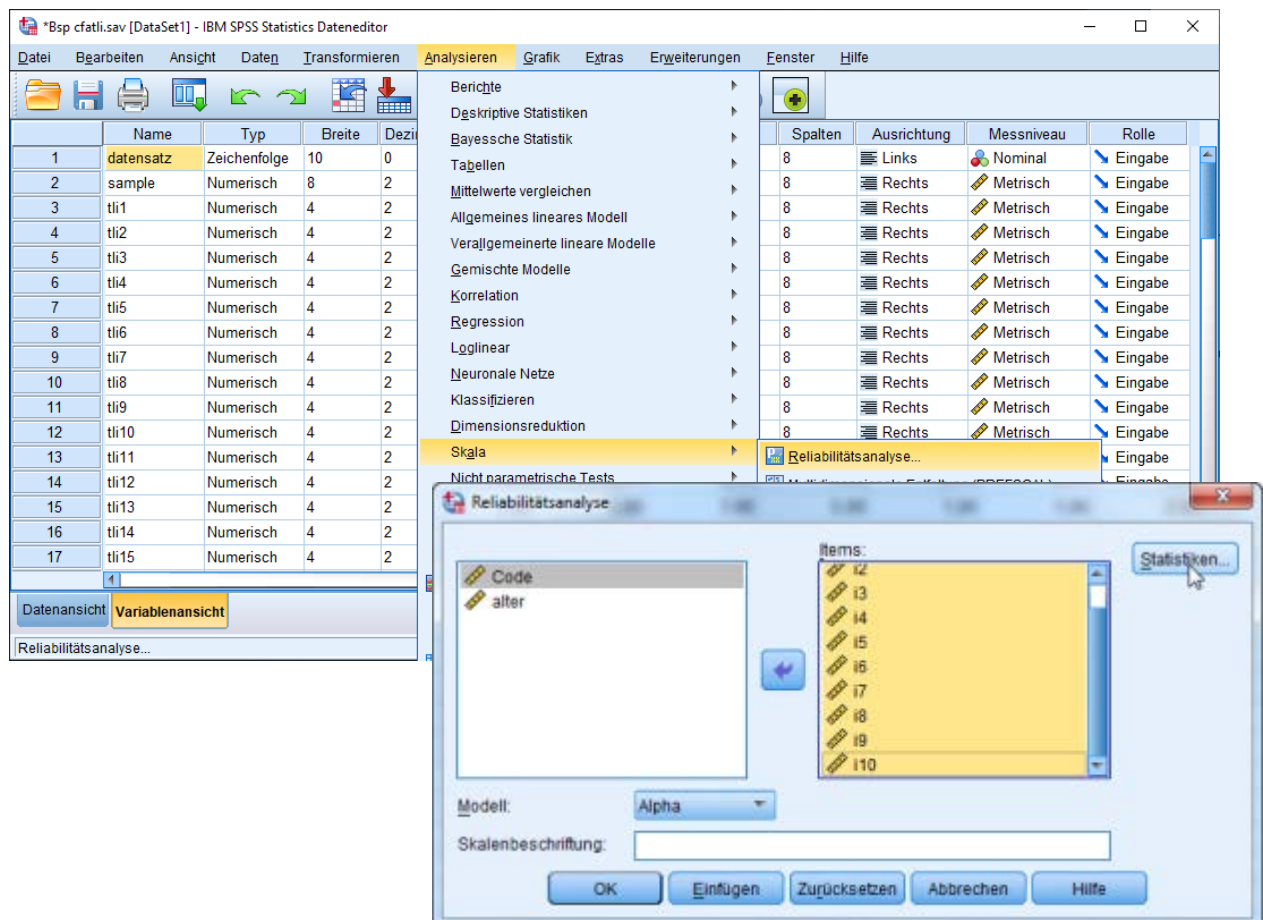 *Bsp cfatli.sav [DataSet1] - IBM SPSS Statistics Dateneditor
Datei Bearbeiten Ansicht Daten Transformieren Analysieren Grafik Extras Erweiterungen Fenster Hilfe
Name Typ Breite Spalten Ausrichtung Messniveau Rolle
1 datensatz Zeichenfolge 10 0 8 Links Nominal Eingabe
2 sample Numerisch 8 2 8 Rechts Metrisch Eingabe
3 tli1 Numerisch 4 2 8 Rechts Metrisch Eingabe
4 tli2 Numerisch 4 2 8 Rechts Metrisch Eingabe
5 tli3 Numerisch 4 2 8 Rechts Metrisch Eingabe
6 tli4 Numerisch 4 2 8 Rechts Metrisch Eingabe
7 tli5 Numerisch 4 2 8 Rechts Metrisch Eingabe
8 tli6 Numerisch 4 2 8 Rechts Metrisch Eingabe
9 tli7 Numerisch 4 2 8 Rechts Metrisch Eingabe
10 tli8 Numerisch 4 2 8 Rechts Metrisch Eingabe
11 tli9 Numerisch 4 2 8 Rechts Metrisch Eingabe
12 tli10 Numerisch 4 2 8 Rechts Metrisch Eingabe
13 tli11 Numerisch 4 2 Eingabe
14 tli12 Numerisch 4 2 Eingabe
15 tli13 Numerisch 4 2
16 tli14 Numerisch 4 2
17 tli15 Numerisch 4 2
Datenansicht Variablenansicht
Reliabilitätsanalyse...
Berichte
Deskriptive Statistiken
Bayessche Statistik
Tabellen
Mittelwerte vergleichen
Allgemeines lineares Modell
Verallgemeinerte lineare Modelle
Gemischte Modelle
Korrelation
Regression
Loglinear
Neuronale Netze
Klassifizieren
Dimensionsreduktion
Skala
Nicht parametrische Tests
Reliabilitätsanalyse...
Reliabilitätsanalyse
Code
alter
Items:
i2
i3
i4
i5
i6
i7
i8
i9
i10
Statistiken...
Modell: Alpha
Skalenbeschriftung:
OK Einfügen Zurücksetzen Abbrechen Hilfe